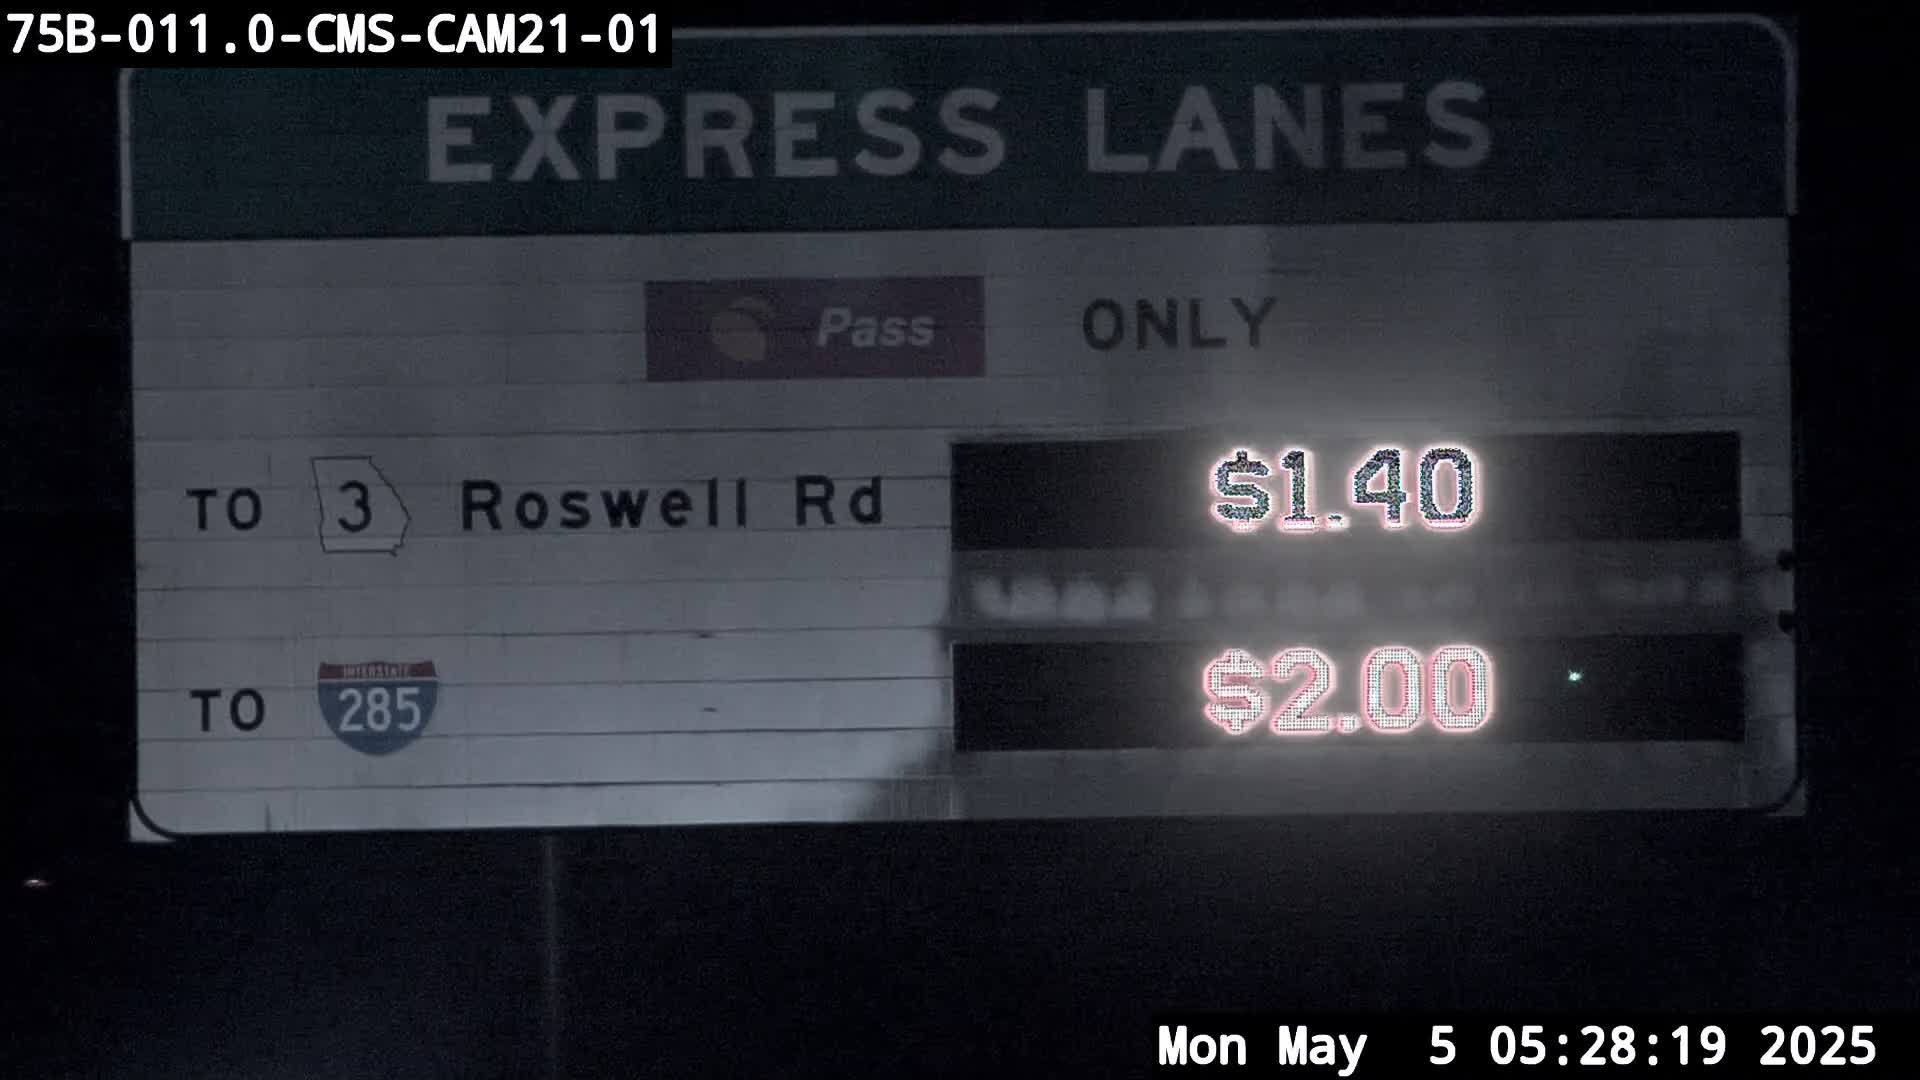 75B-011.0-CMS-CAM21-01
EXPRESS LANES
Pass ONLY
TO 3 Roswell Rd $1.40
TO INTERSTATE 285 $2.00
Mon May 5 05:28:19 2025